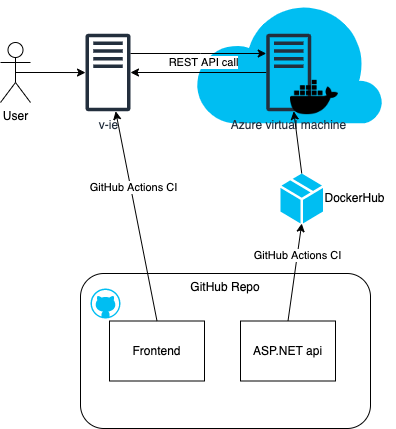 REST API call
User
v-ie
Azure virtual machine
GitHub Actions CI
DockerHub
GitHub Actions CI
GitHub Repo
Frontend
ASP.NET api